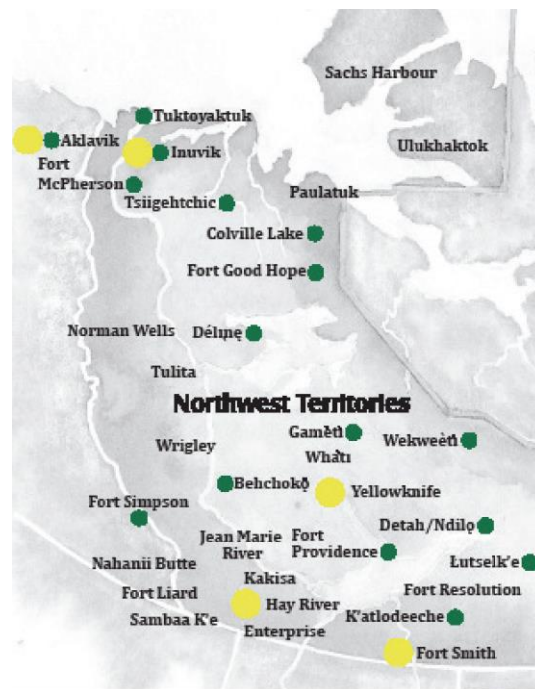 Sachs Harbour
Tuktoyaktuk
Aklavik
Inuvik
Ulukhaktok
Fort
McPherson
Paulatuk
Tsiigehtchic
Colville Lake
Fort Good Hope
Norman Wells
Délı̨nę
Tulita
Northwest Territories
Gamètì
Wekweètì
Wrigley
Whatì
Behchokǫ̀
Yellowknife
Fort Simpson
Detah/Ndilǫ
Jean Marie
River
Fort
Providence
Nahanii Butte
Łutselk'e
Kakisa
Fort Liard
Fort Resolution
Hay River
Sambaa K'e
K'atlodeeche
Enterprise
Fort Smith